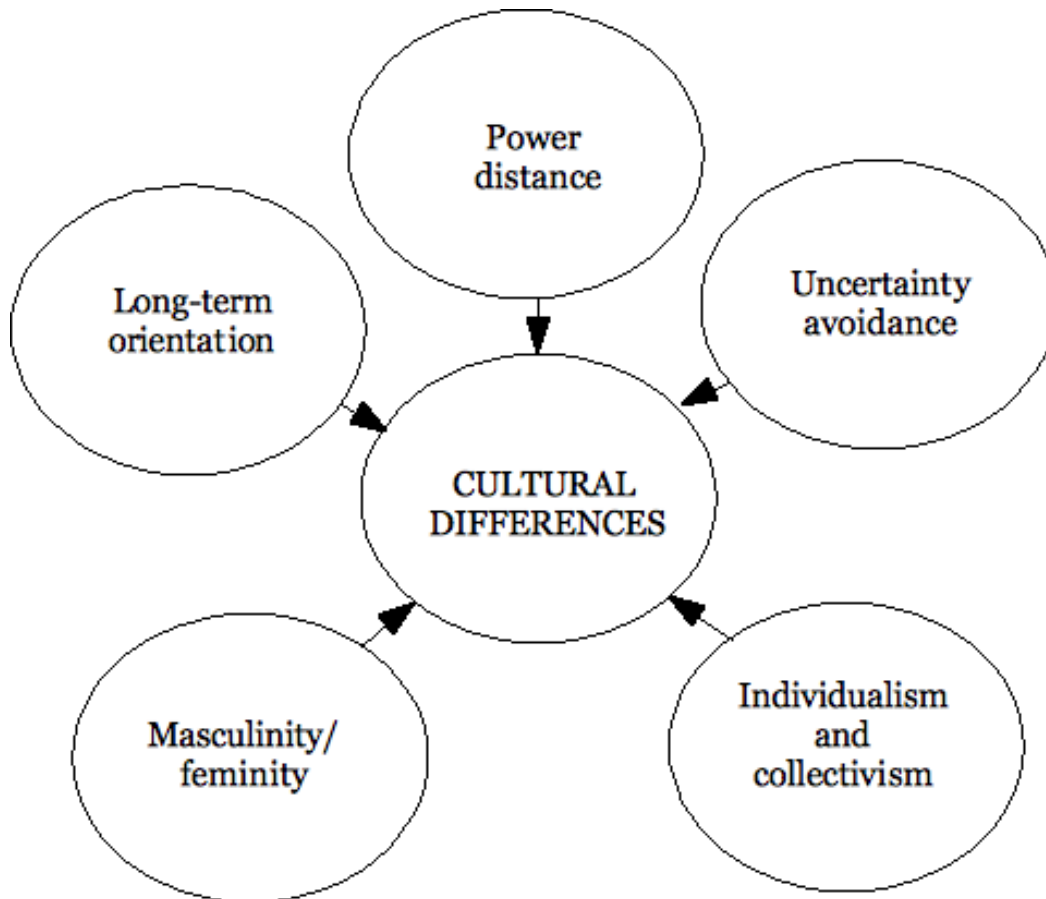 Power
distance
Long-term
orientation
Uncertainty
avoidance
CULTURAL
DIFFERENCES
Masculinity/
feminity
Individualism
and
collectivism